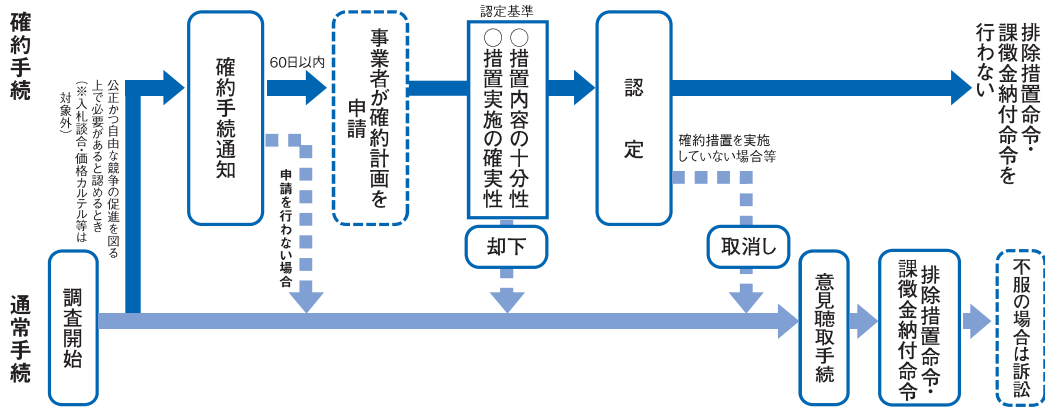 確約手続
公正かつ自由な競争の促進を図る
上で必要があると認めるとき
（※入札談合・価格カルテル等は
対象外）
確約手続通知
60日以内
申請を行わない場合
事業者が確約計画を
申請
認定基準
○措置内容の十分性
○措置実施の確実性
却下
認定
確約措置を実施
していない場合等
取消し
排除措置命令・
課徴金納付命令を
行わない
通常手続
調査開始
意見聴取手続
排除措置命令・
課徴金納付命令
不服の場合は訴訟